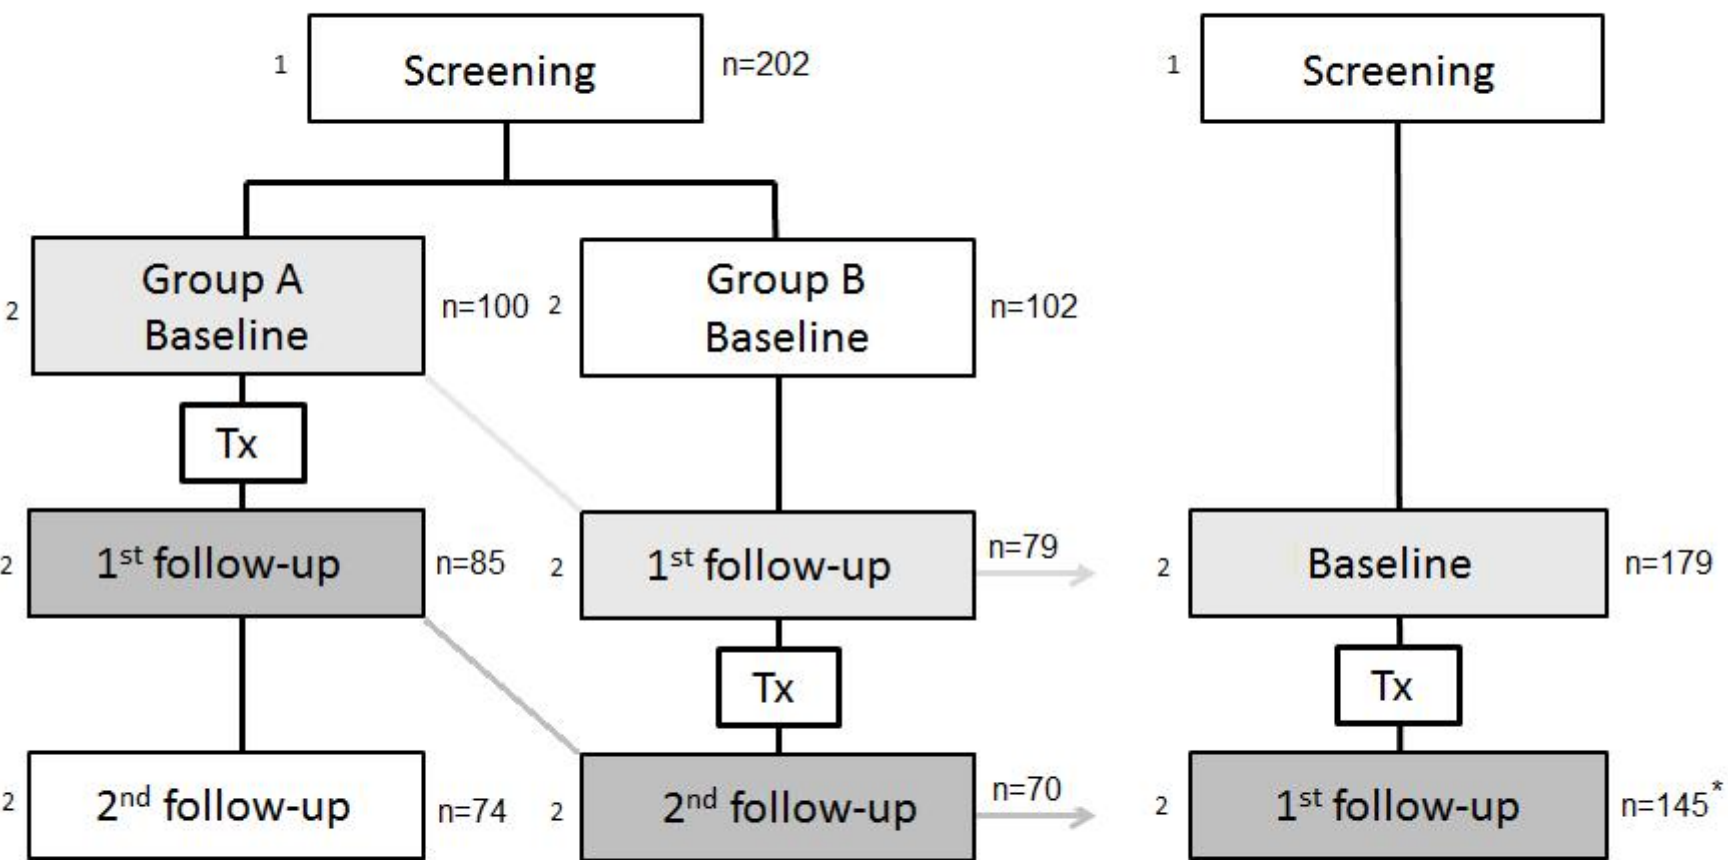 1 Screening n=202 1 Screening
2 Group A
Baseline n=100
2 Group B
Baseline n=102
Tx
2 1st follow-up n=85 2 1st follow-up n=79 2 Baseline n=179
Tx Tx
2 2nd follow-up n=74 2 2nd follow-up n=70 2 1st follow-up n=145*